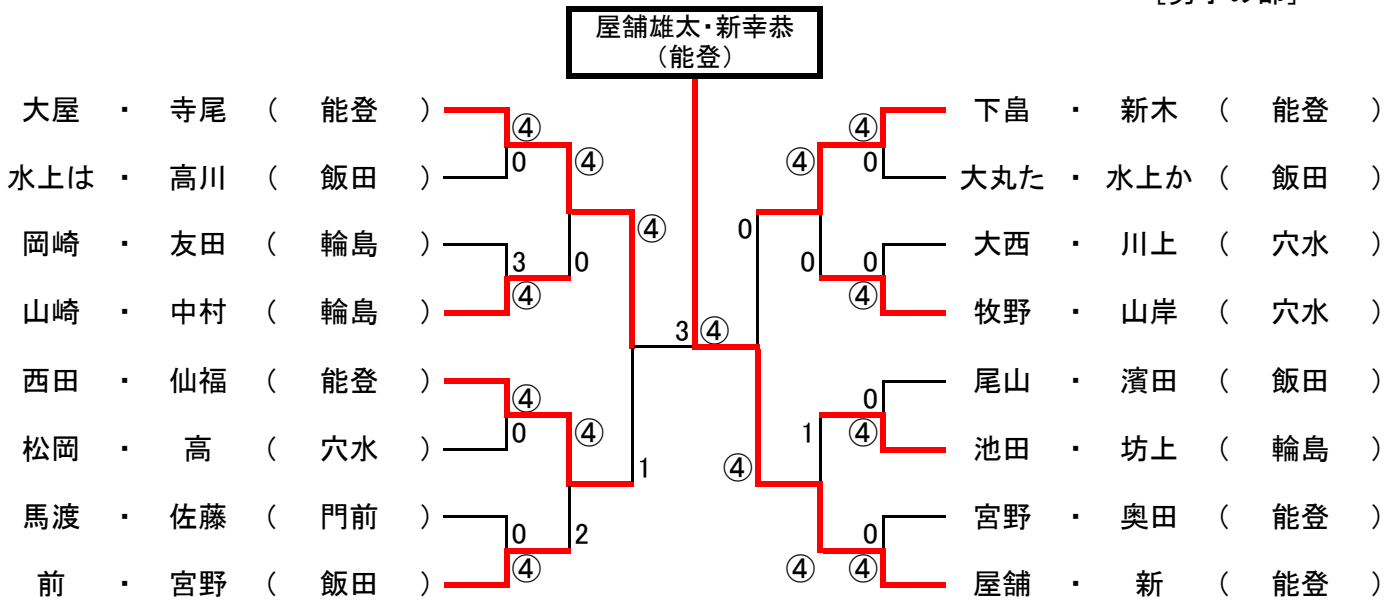 ［男子の部］
屋舗雄太・新幸恭
（能登）
大屋 ・ 寺尾 （ 能登 ）
水上は ・ 高川 （ 飯田 ）
岡崎 ・ 友田 （ 輪島 ）
山崎 ・ 中村 （ 輪島 ）
西田 ・ 仙福 （ 能登 ）
松岡 ・ 高 （ 穴水 ）
馬渡 ・ 佐藤 （ 門前 ）
前 ・ 宮野 （ 飯田 ）
④
0
3
④
④
0
0
④
④
0
④
2
④
1
3
④
0
④
④
0
1
④
④
0
0
④
0
④
0
④
下畠 ・ 新木 （ 能登 ）
大丸た ・ 水上か （ 飯田 ）
大西 ・ 川上 （ 穴水 ）
牧野 ・ 山岸 （ 穴水 ）
尾山 ・ 濱田 （ 飯田 ）
池田 ・ 坊上 （ 輪島 ）
宮野 ・ 奥田 （ 能登 ）
屋舗 ・ 新 （ 能登 ）